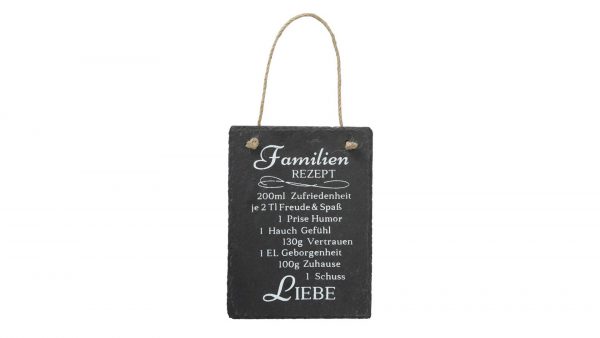 Familien
REZEPT
200ml Zufriedenheit
je 2 Tl Freude & Spaß
1 Prise Humor
1 Hauch Gefühl
130g Vertrauen
1 EL Geborgenheit
100g Zuhause
1 Schuss
LIEBE